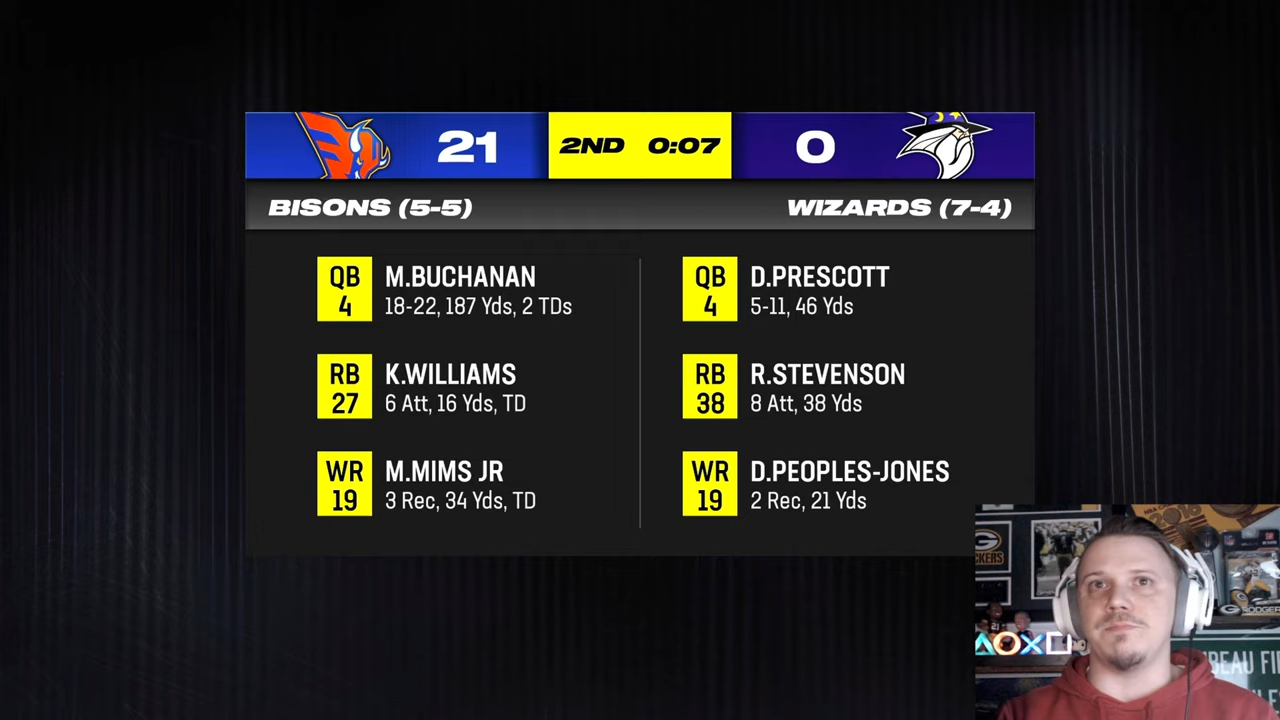 21
2ND 0:07
0
BISONS (5-5)
WIZARDS (7-4)
QB
4
M.BUCHANAN
18-22, 187 Yds, 2 TDs
QB
4
D.PRESCOTT
5-11, 46 Yds
RB
27
K.WILLIAMS
6 Att, 16 Yds, TD
RB
38
R.STEVENSON
8 Att, 38 Yds
WR
19
M.MIMS JR
3 Rec, 34 Yds, TD
WR
19
D.PEOPLES-JONES
2 Rec, 21 Yds